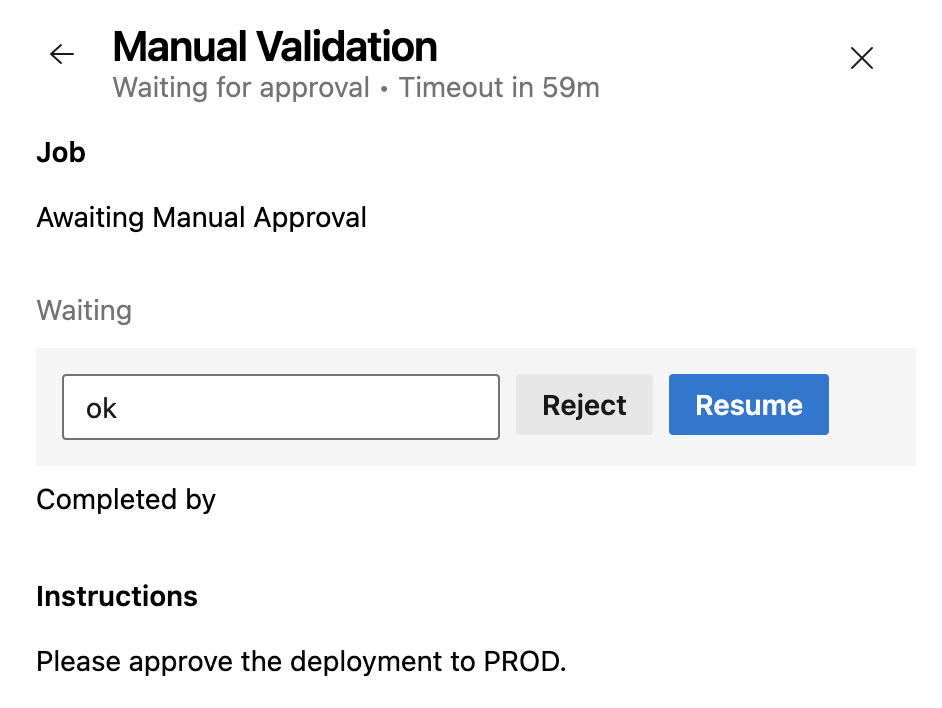 Manual Validation
Waiting for approval • Timeout in 59m
Job
Awaiting Manual Approval
Waiting
ok
Reject
Resume
Completed by
Instructions
Please approve the deployment to PROD.